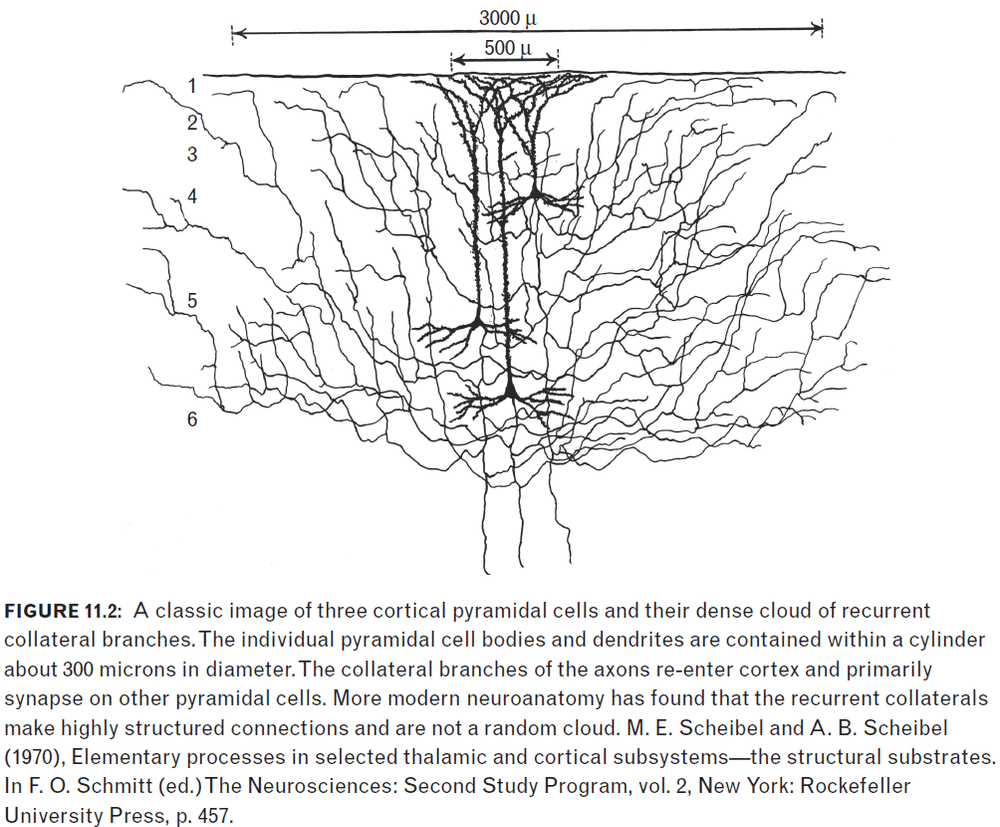 3000 μ
500 μ
1
2
3
4
5
6
FIGURE 11.2: A classic image of three cortical pyramidal cells and their dense cloud of recurrent
collateral branches. The individual pyramidal cell bodies and dendrites are contained within a cylinder
about 300 microns in diameter. The collateral branches of the axons re-enter cortex and primarily
synapse on other pyramidal cells. More modern neuroanatomy has found that the recurrent collaterals
make highly structured connections and are not a random cloud. M. E. Scheibel and A. B. Scheibel
(1970), Elementary processes in selected thalamic and cortical subsystems—the structural substrates.
In F. O. Schmitt (ed.) The Neurosciences: Second Study Program, vol. 2, New York: Rockefeller
University Press, p. 457.